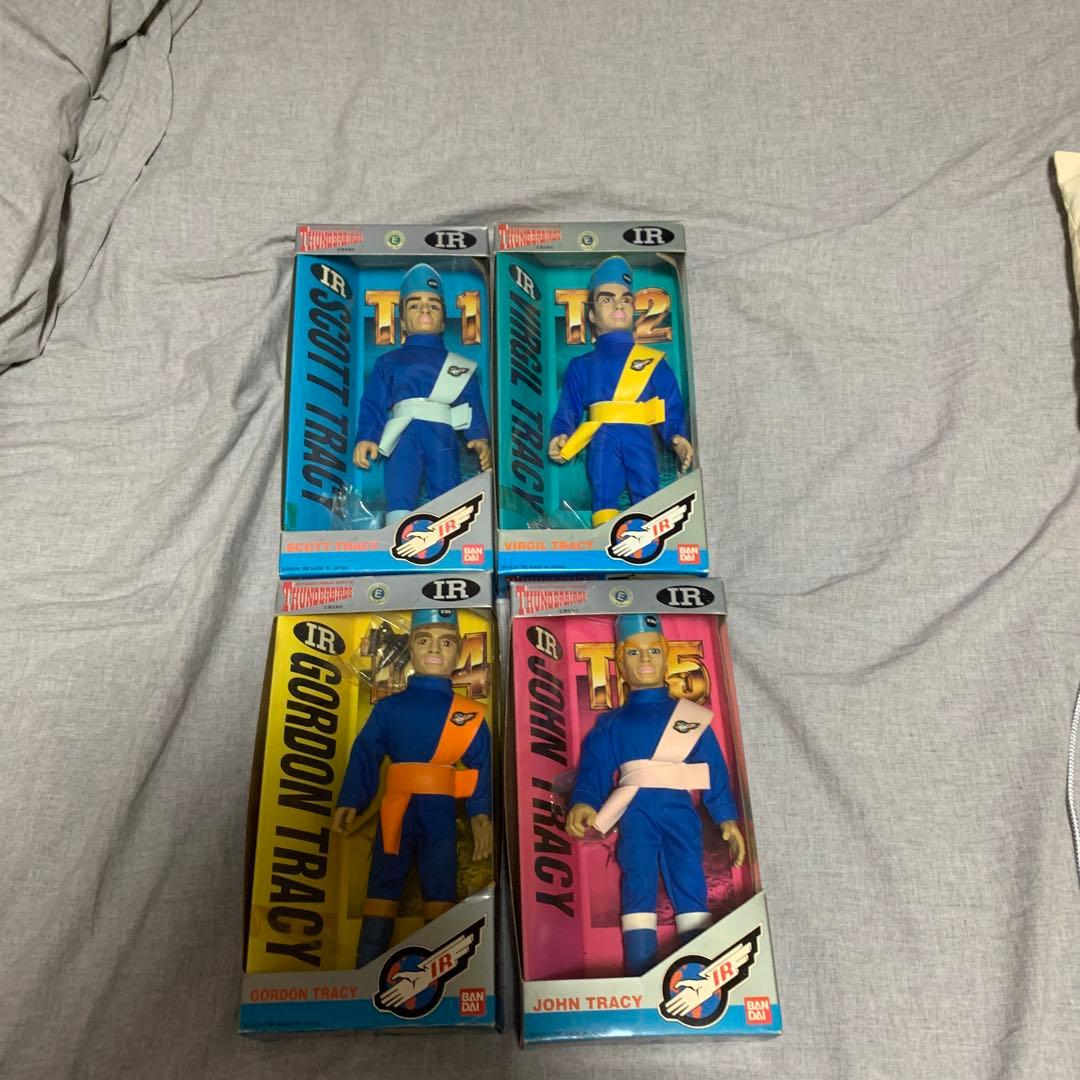 THUNDERBIRDS
E
IR
IR SCOTT TRACY
TB1
SCOTT TRACY
IR
BANDAI
THUNDERBIRDS
E
IR
IR VIRGIL TRACY
TB2
VIRGIL TRACY
IR
BANDAI
THUNDERBIRDS
E
IR
IR GORDON TRACY
4
GORDON TRACY
IR
BANDAI
THUNDERBIRDS
E
IR
IR JOHN TRACY
T 5
JOHN TRACY
IR
BANDAI